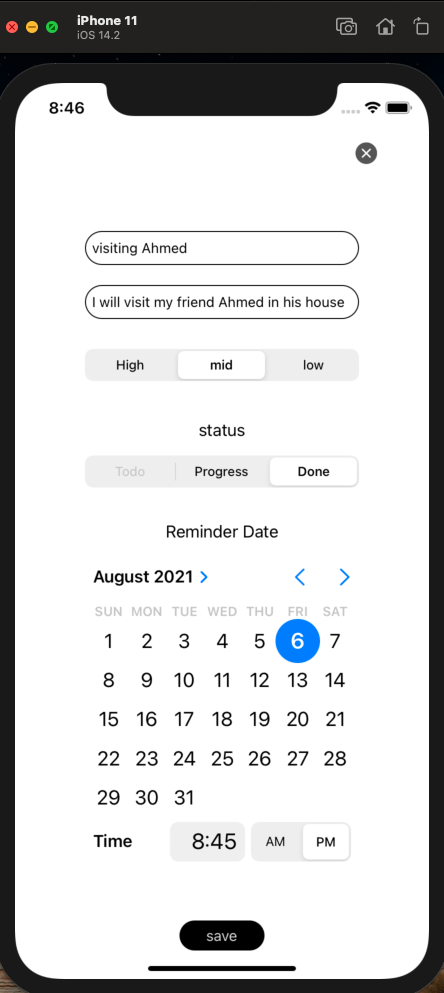 iPhone 11
iOS 14.2
8:46
visiting Ahmed
I will visit my friend Ahmed in his house
High mid low
status
Todo Progress Done
Reminder Date
August 2021
SUN MON TUE WED THU FRI SAT
1 2 3 4 5 6 7
8 9 10 11 12 13 14
15 16 17 18 19 20 21
22 23 24 25 26 27 28
29 30 31
Time 8:45 AM PM
save